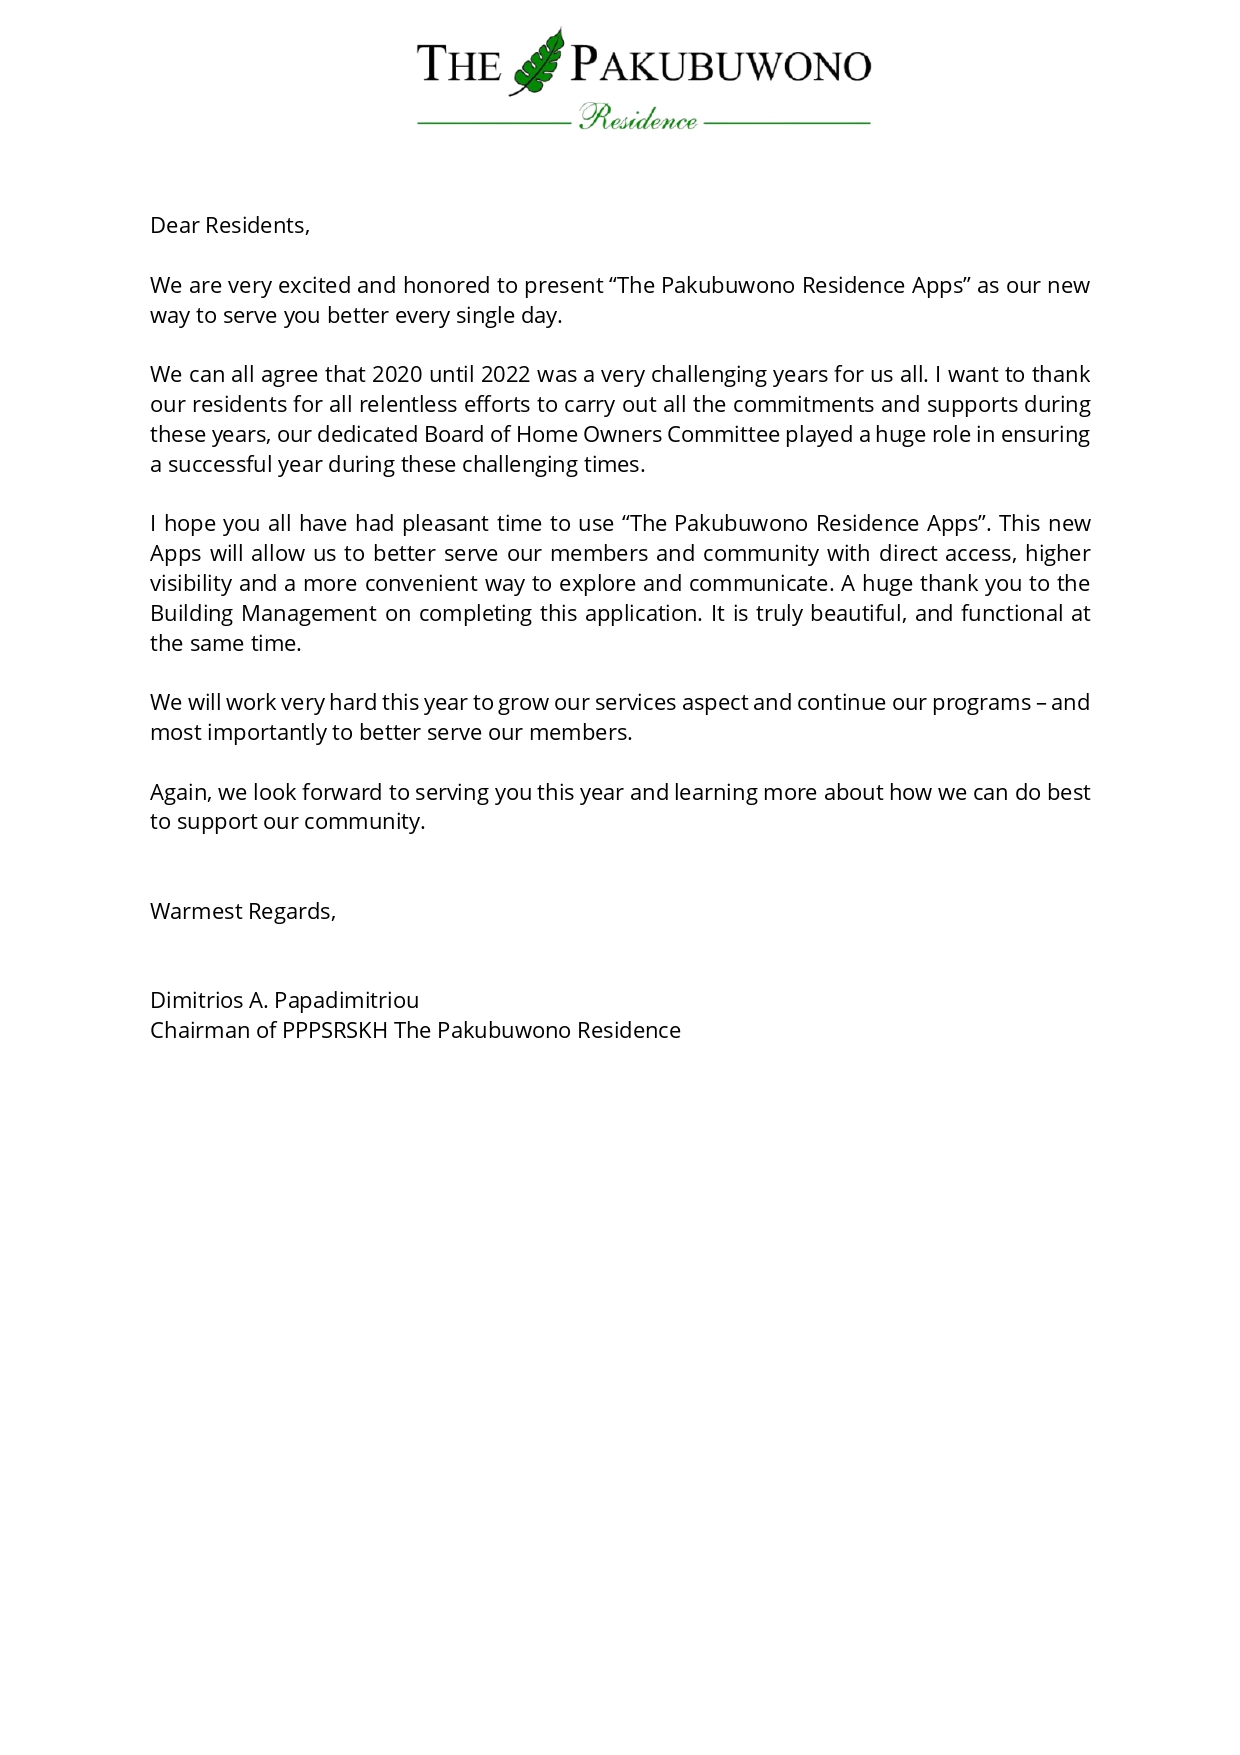 THE PAKUBUWONO
Residence
Dear Residents,
We are very excited and honored to present “The Pakubuwono Residence Apps” as our new
way to serve you better every single day.
We can all agree that 2020 until 2022 was a very challenging years for us all. I want to thank
our residents for all relentless efforts to carry out all the commitments and supports during
these years, our dedicated Board of Home Owners Committee played a huge role in ensuring
a successful year during these challenging times.
I hope you all have had pleasant time to use “The Pakubuwono Residence Apps”. This new
Apps will allow us to better serve our members and community with direct access, higher
visibility and a more convenient way to explore and communicate. A huge thank you to the
Building Management on completing this application. It is truly beautiful, and functional at
the same time.
We will work very hard this year to grow our services aspect and continue our programs – and
most importantly to better serve our members.
Again, we look forward to serving you this year and learning more about how we can do best
to support our community.
Warmest Regards,
Dimitrios A. Papadimitriou
Chairman of PPPSRSKH The Pakubuwono Residence